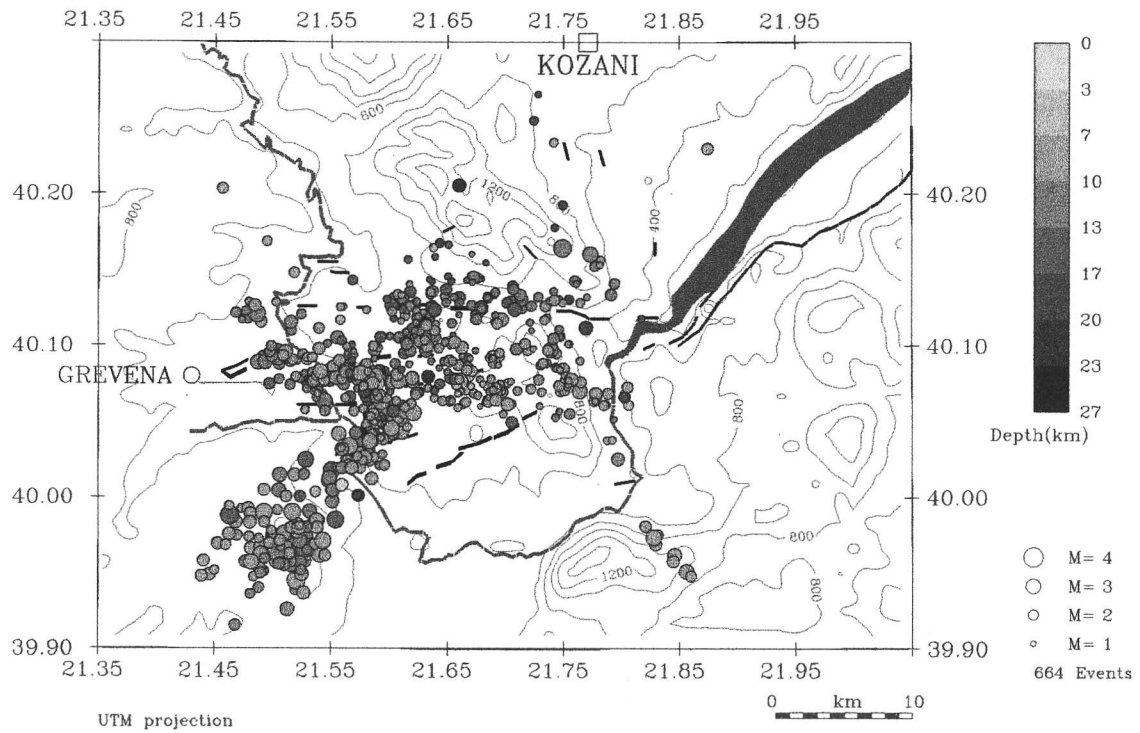 21.35 21.45 21.55 21.65 21.75 21.85 21.95
KOZANI
0
3
7
10
13
17
20
23
27
Depth(km)
800
1200
800
800
400
40.20
40.20
40.10
40.10
GREVENA
800
800
40.00
40.00
800
1200
800
39.90
39.90
21.35 21.45 21.55 21.65 21.75 21.85 21.95
M= 4
M= 3
M= 2
M= 1
664 Events
0 km 10
UTM projection